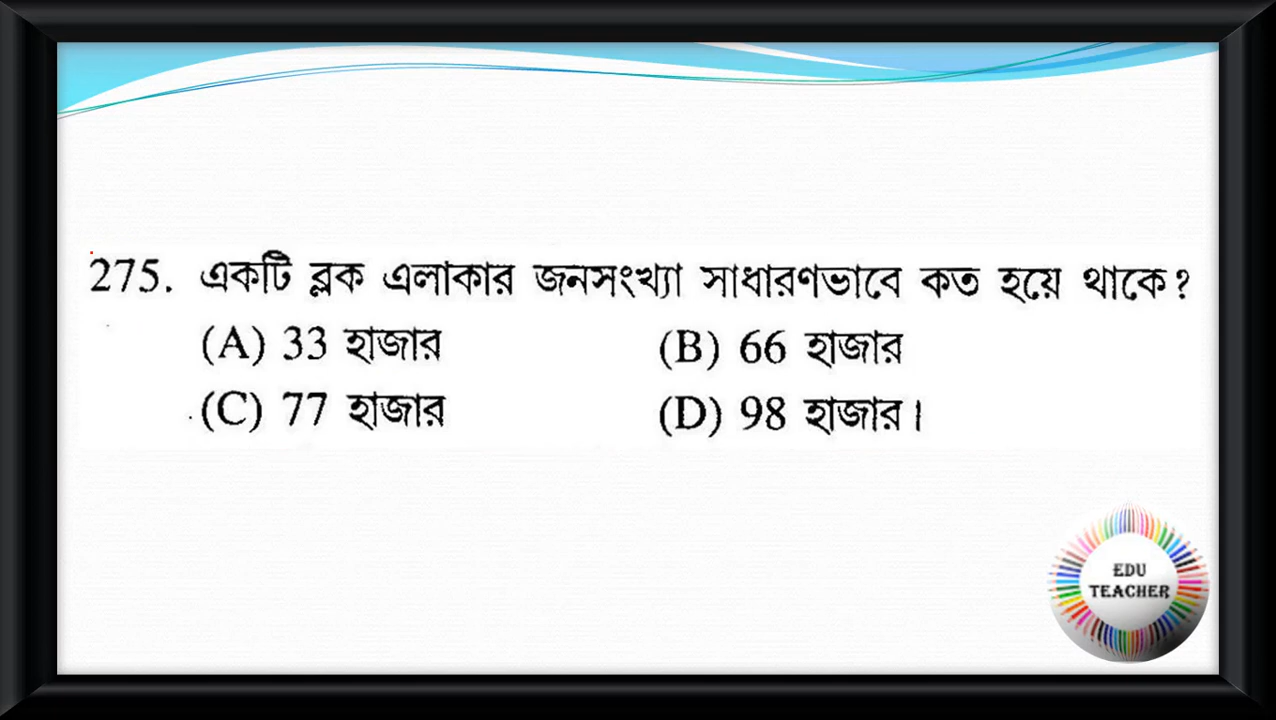 275. একটি ব্লক এলাকার জনসংখ্যা সাধারণভাবে কত হয়ে থাকে?
(A) 33 হাজার (B) 66 হাজার
(C) 77 হাজার (D) 98 হাজার।
EDU
TEACHER